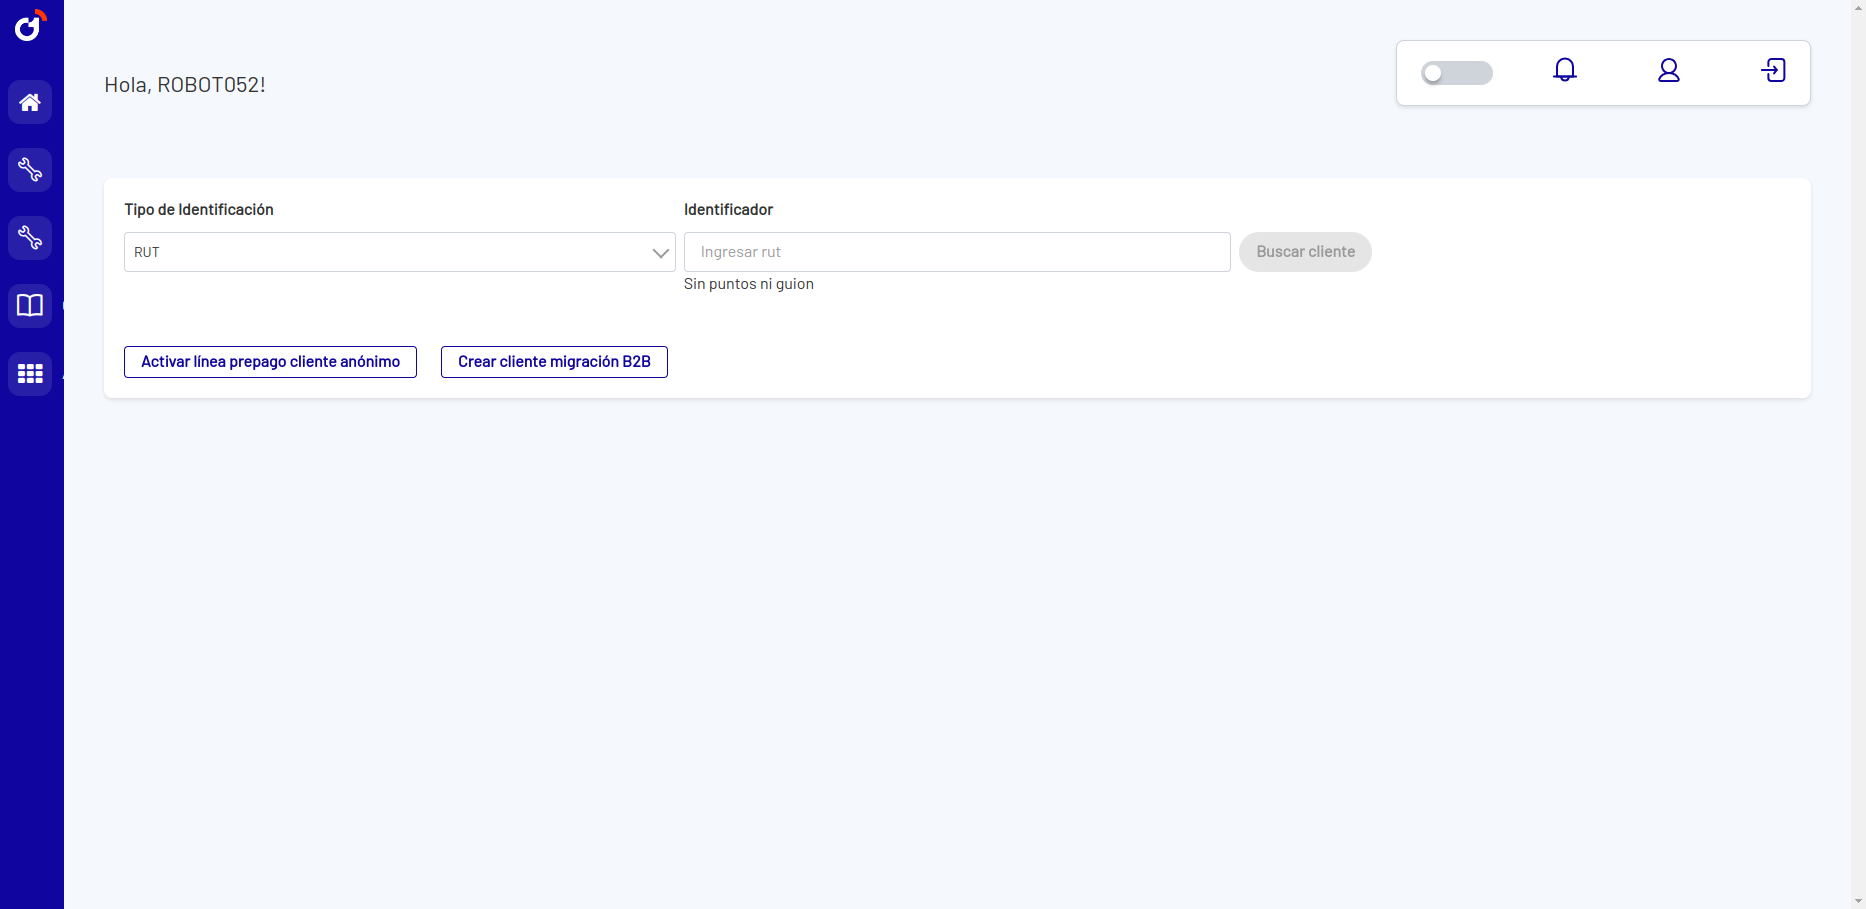 Hola, ROBOT052!
Tipo de Identificación
Identificador
RUT
Ingresar rut
Buscar cliente
Sin puntos ni guion
Activar línea prepago cliente anónimo
Crear cliente migración B2B